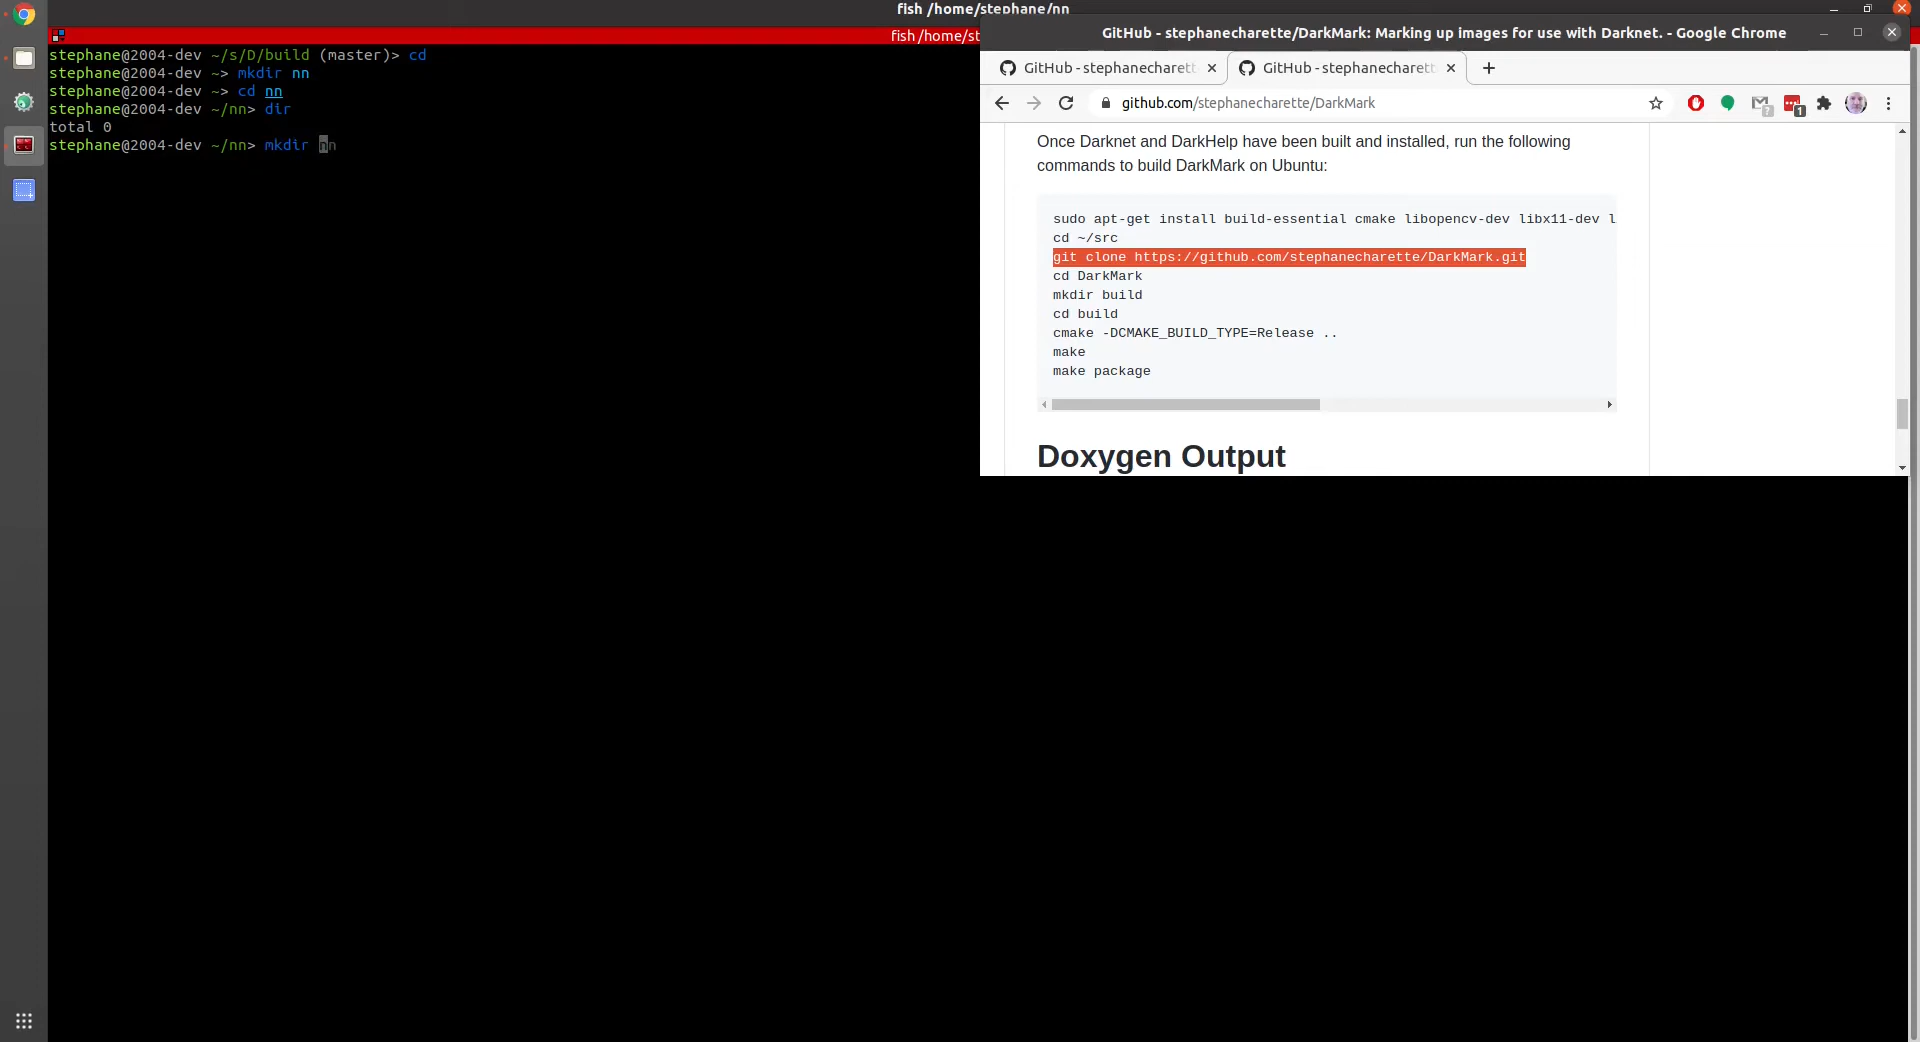 fish /home/stephane/nn
fish /home/st
stephane@2004-dev ~/s/D/build (master)> cd
stephane@2004-dev ~> mkdir nn
stephane@2004-dev ~> cd nn
stephane@2004-dev ~/nn> dir
total 0
stephane@2004-dev ~/nn> mkdir nn
GitHub - stephanecharette/DarkMark: Marking up images for use with Darknet. - Google Chrome
GitHub - stephanecharett
GitHub - stephanecharett
github.com/stephanecharette/DarkMark
?
1
Once Darknet and DarkHelp have been built and installed, run the following
commands to build DarkMark on Ubuntu:
sudo apt-get install build-essential cmake libopencv-dev libx11-dev l
cd ~/src
git clone https://github.com/stephanecharette/DarkMark.git
cd DarkMark
mkdir build
cd build
cmake -DCMAKE_BUILD_TYPE=Release ..
make
make package
Doxygen Output